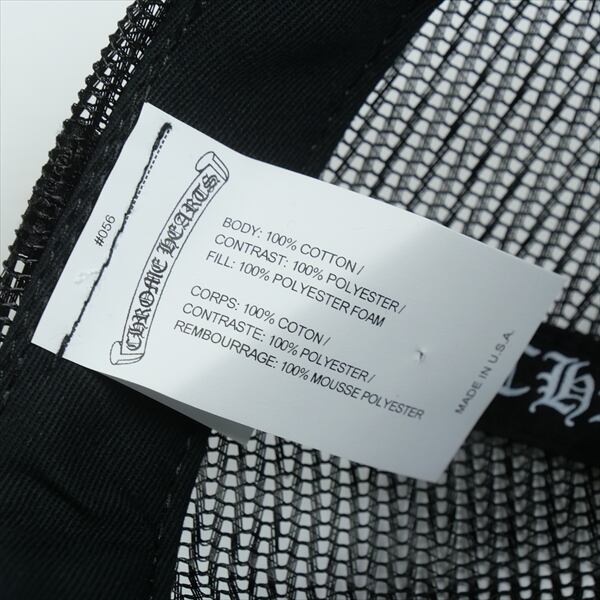 #056
CHROME HEARTS
BODY: 100% COTTON /
CONTRAST: 100% POLYESTER /
FILL: 100% POLYESTER FOAM
CORPS: 100% COTON /
CONTRASTE: 100% POLYESTER /
REMBOURRAGE: 100% MOUSSE POLYESTER
MADE IN U.S.A.
CH